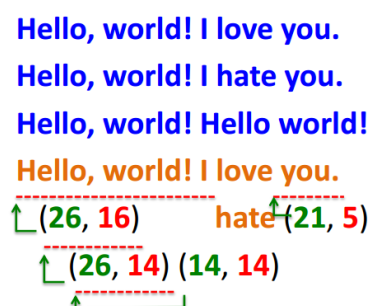 Hello, world! I love you.
Hello, world! I hate you.
Hello, world! Hello world!
Hello, world! I love you.
(26, 16) hate (21, 5)
(26, 14) (14, 14)